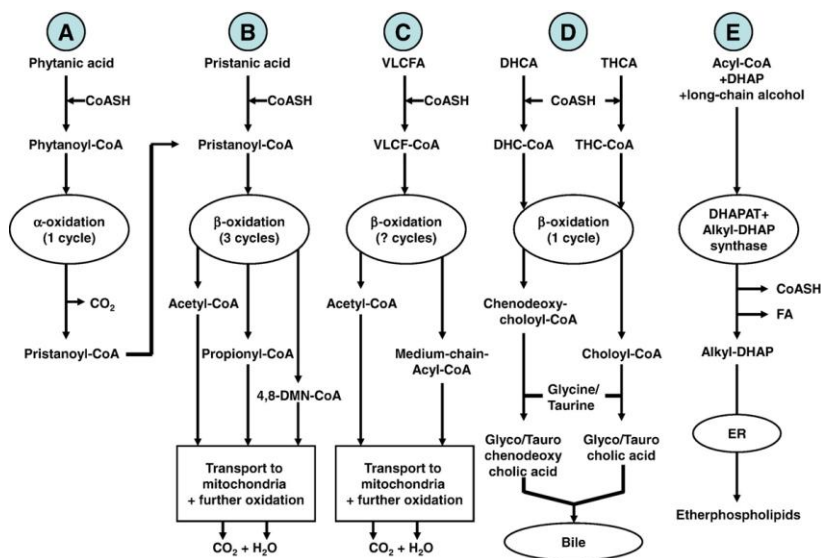 A
Phytanic acid
CoASH
Phytanoyl-CoA
α-oxidation
(1 cycle)
CO2
Pristanoyl-CoA
B
Pristanic acid
CoASH
Pristanoyl-CoA
β-oxidation
(3 cycles)
Acetyl-CoA
Propionyl-CoA
4,8-DMN-CoA
Transport to
mitochondria
+ further oxidation
CO2 + H2O
C
VLCFA
CoASH
VLCF-CoA
β-oxidation
(? cycles)
Acetyl-CoA
Medium-chain-
Acyl-CoA
Transport to
mitochondria
+ further oxidation
CO2 + H2O
D
DHCA
THCA
CoASH
DHC-CoA
THC-CoA
β-oxidation
(1 cycle)
Chenodeoxy-
choloyl-CoA
Choloyl-CoA
Glycine/
Taurine
Glyco/Tauro
chenodeoxy
cholic acid
Glyco/Tauro
cholic acid
Bile
E
Acyl-CoA
+DHAP
+long-chain alcohol
DHAPAT+
Alkyl-DHAP
synthase
CoASH
FA
Alkyl-DHAP
ER
Etherphospholipids